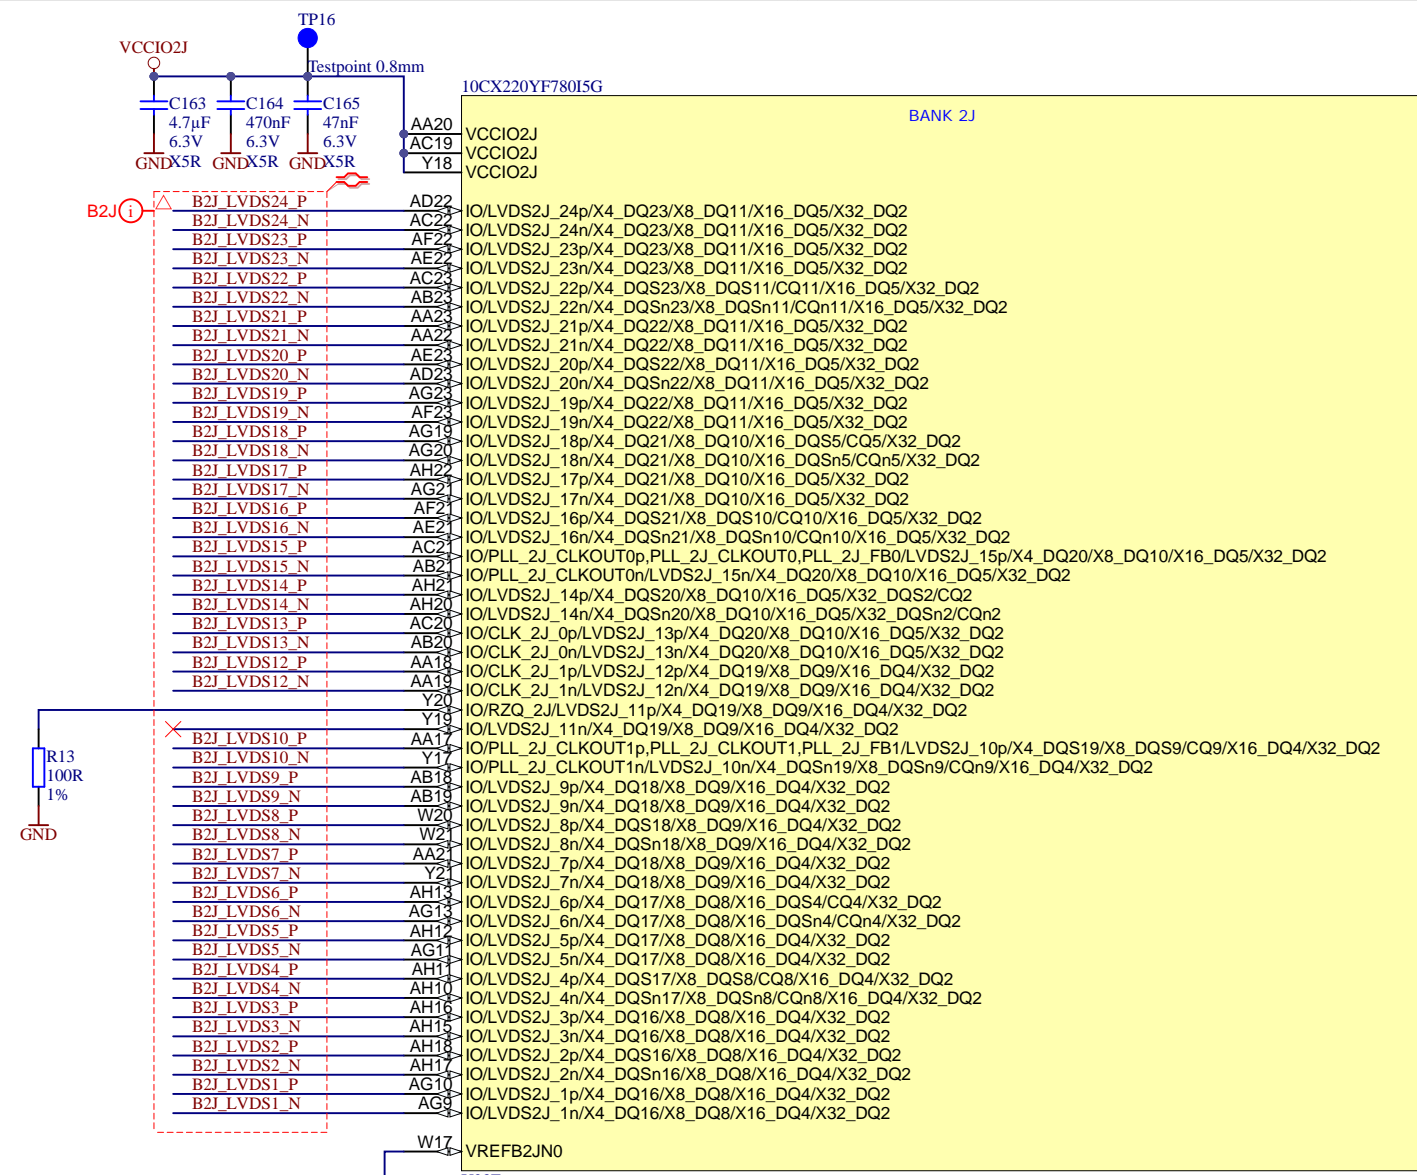 TP16
VCCIO2J
Testpoint 0.8mm
10CX220YF780I5G
BANK 2J
C163 C164 C165
4.7µF 470nF 47nF
6.3V 6.3V 6.3V
GND X5R GND X5R GND X5R
AA20 VCCIO2J
AC19 VCCIO2J
Y18 VCCIO2J
B2J i
B2J_LVDS24_P AD22 IO/LVDS2J_24p/X4_DQ23/X8_DQ11/X16_DQ5/X32_DQ2
B2J_LVDS24_N AC22 IO/LVDS2J_24n/X4_DQ23/X8_DQ11/X16_DQ5/X32_DQ2
B2J_LVDS23_P AF22 IO/LVDS2J_23p/X4_DQ23/X8_DQ11/X16_DQ5/X32_DQ2
B2J_LVDS23_N AE22 IO/LVDS2J_23n/X4_DQ23/X8_DQ11/X16_DQ5/X32_DQ2
B2J_LVDS22_P AC23 IO/LVDS2J_22p/X4_DQS23/X8_DQS11/CQ11/X16_DQ5/X32_DQ2
B2J_LVDS22_N AB23 IO/LVDS2J_22n/X4_DQSn23/X8_DQSn11/CQn11/X16_DQ5/X32_DQ2
B2J_LVDS21_P AA23 IO/LVDS2J_21p/X4_DQ22/X8_DQ11/X16_DQ5/X32_DQ2
B2J_LVDS21_N AA22 IO/LVDS2J_21n/X4_DQ22/X8_DQ11/X16_DQ5/X32_DQ2
B2J_LVDS20_P AE23 IO/LVDS2J_20p/X4_DQS22/X8_DQ11/X16_DQ5/X32_DQ2
B2J_LVDS20_N AD23 IO/LVDS2J_20n/X4_DQSn22/X8_DQ11/X16_DQ5/X32_DQ2
B2J_LVDS19_P AG23 IO/LVDS2J_19p/X4_DQ22/X8_DQ11/X16_DQ5/X32_DQ2
B2J_LVDS19_N AF23 IO/LVDS2J_19n/X4_DQ22/X8_DQ11/X16_DQ5/X32_DQ2
B2J_LVDS18_P AG19 IO/LVDS2J_18p/X4_DQ21/X8_DQ10/X16_DQS5/CQ5/X32_DQ2
B2J_LVDS18_N AG20 IO/LVDS2J_18n/X4_DQ21/X8_DQ10/X16_DQSn5/CQn5/X32_DQ2
B2J_LVDS17_P AH22 IO/LVDS2J_17p/X4_DQ21/X8_DQ10/X16_DQ5/X32_DQ2
B2J_LVDS17_N AG21 IO/LVDS2J_17n/X4_DQ21/X8_DQ10/X16_DQ5/X32_DQ2
B2J_LVDS16_P AF21 IO/LVDS2J_16p/X4_DQS21/X8_DQS10/CQ10/X16_DQ5/X32_DQ2
B2J_LVDS16_N AE21 IO/LVDS2J_16n/X4_DQSn21/X8_DQSn10/CQn10/X16_DQ5/X32_DQ2
B2J_LVDS15_P AC21 IO/PLL_2J_CLKOUT0p,PLL_2J_CLKOUT0,PLL_2J_FB0/LVDS2J_15p/X4_DQ20/X8_DQ10/X16_DQ5/X32_DQ2
B2J_LVDS15_N AB21 IO/PLL_2J_CLKOUT0n/LVDS2J_15n/X4_DQ20/X8_DQ10/X16_DQ5/X32_DQ2
B2J_LVDS14_P AH21 IO/LVDS2J_14p/X4_DQS20/X8_DQ10/X16_DQ5/X32_DQS2/CQ2
B2J_LVDS14_N AH20 IO/LVDS2J_14n/X4_DQSn20/X8_DQ10/X16_DQ5/X32_DQSn2/CQn2
B2J_LVDS13_P AC20 IO/CLK_2J_0p/LVDS2J_13p/X4_DQ20/X8_DQ10/X16_DQ5/X32_DQ2
B2J_LVDS13_N AB20 IO/CLK_2J_0n/LVDS2J_13n/X4_DQ20/X8_DQ10/X16_DQ5/X32_DQ2
B2J_LVDS12_P AA18 IO/CLK_2J_1p/LVDS2J_12p/X4_DQ19/X8_DQ9/X16_DQ4/X32_DQ2
B2J_LVDS12_N AA19 IO/CLK_2J_1n/LVDS2J_12n/X4_DQ19/X8_DQ9/X16_DQ4/X32_DQ2
Y20 IO/RZQ_2J/LVDS2J_11p/X4_DQ19/X8_DQ9/X16_DQ4/X32_DQ2
Y19 IO/LVDS2J_11n/X4_DQ19/X8_DQ9/X16_DQ4/X32_DQ2
B2J_LVDS10_P AA17 IO/PLL_2J_CLKOUT1p,PLL_2J_CLKOUT1,PLL_2J_FB1/LVDS2J_10p/X4_DQS19/X8_DQS9/CQ9/X16_DQ4/X32_DQ2
R13
B2J_LVDS10_N Y17 IO/PLL_2J_CLKOUT1n/LVDS2J_10n/X4_DQSn19/X8_DQSn9/CQn9/X16_DQ4/X32_DQ2
100R
B2J_LVDS9_P AB18 IO/LVDS2J_9p/X4_DQ18/X8_DQ9/X16_DQ4/X32_DQ2
1%
B2J_LVDS9_N AB19 IO/LVDS2J_9n/X4_DQ18/X8_DQ9/X16_DQ4/X32_DQ2
B2J_LVDS8_P W20 IO/LVDS2J_8p/X4_DQS18/X8_DQ9/X16_DQ4/X32_DQ2
GND
B2J_LVDS8_N W21 IO/LVDS2J_8n/X4_DQSn18/X8_DQ9/X16_DQ4/X32_DQ2
B2J_LVDS7_P AA21 IO/LVDS2J_7p/X4_DQ18/X8_DQ9/X16_DQ4/X32_DQ2
B2J_LVDS7_N Y21 IO/LVDS2J_7n/X4_DQ18/X8_DQ9/X16_DQ4/X32_DQ2
B2J_LVDS6_P AH13 IO/LVDS2J_6p/X4_DQ17/X8_DQ8/X16_DQS4/CQ4/X32_DQ2
B2J_LVDS6_N AG13 IO/LVDS2J_6n/X4_DQ17/X8_DQ8/X16_DQSn4/CQn4/X32_DQ2
B2J_LVDS5_P AH12 IO/LVDS2J_5p/X4_DQ17/X8_DQ8/X16_DQ4/X32_DQ2
B2J_LVDS5_N AG11 IO/LVDS2J_5n/X4_DQ17/X8_DQ8/X16_DQ4/X32_DQ2
B2J_LVDS4_P AH11 IO/LVDS2J_4p/X4_DQS17/X8_DQS8/CQ8/X16_DQ4/X32_DQ2
B2J_LVDS4_N AH10 IO/LVDS2J_4n/X4_DQSn17/X8_DQSn8/CQn8/X16_DQ4/X32_DQ2
B2J_LVDS3_P AH16 IO/LVDS2J_3p/X4_DQ16/X8_DQ8/X16_DQ4/X32_DQ2
B2J_LVDS3_N AH15 IO/LVDS2J_3n/X4_DQ16/X8_DQ8/X16_DQ4/X32_DQ2
B2J_LVDS2_P AH18 IO/LVDS2J_2p/X4_DQS16/X8_DQ8/X16_DQ4/X32_DQ2
B2J_LVDS2_N AH17 IO/LVDS2J_2n/X4_DQSn16/X8_DQ8/X16_DQ4/X32_DQ2
B2J_LVDS1_P AG10 IO/LVDS2J_1p/X4_DQ16/X8_DQ8/X16_DQ4/X32_DQ2
B2J_LVDS1_N AG9 IO/LVDS2J_1n/X4_DQ16/X8_DQ8/X16_DQ4/X32_DQ2
W17 VREFB2JN0